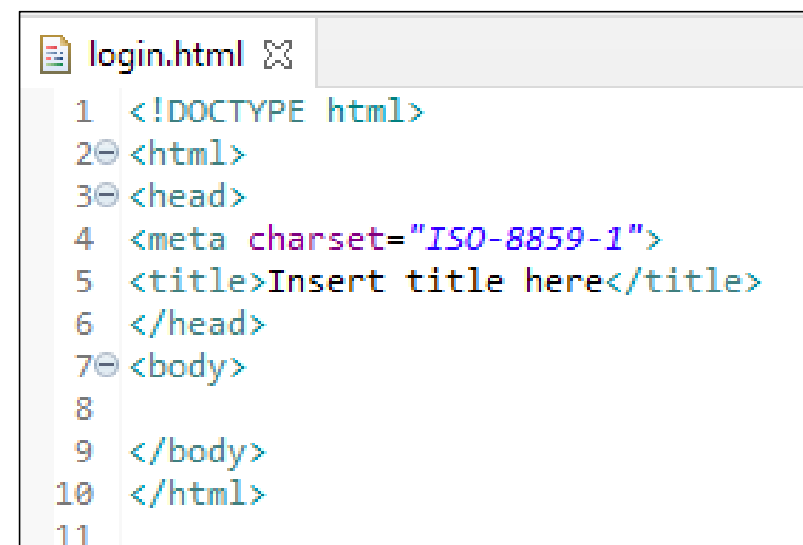 login.html
1 <!DOCTYPE html>
2 <html>
3 <head>
4 <meta charset="ISO-8859-1">
5 <title>Insert title here</title>
6 </head>
7 <body>
8
9 </body>
10 </html>
11